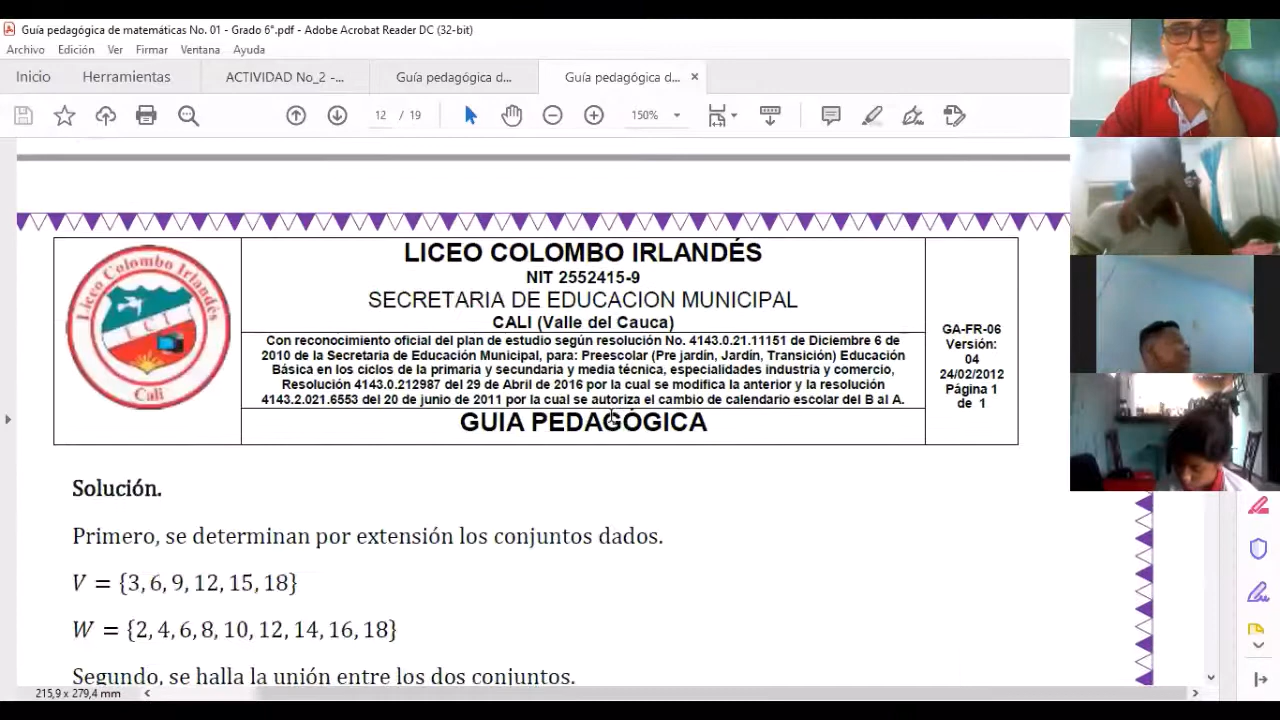 Guía pedagógica de matemáticas No. 01 - Grado 6°.pdf - Adobe Acrobat Reader DC (32-bit)
Archivo Edición Ver Firmar Ventana Ayuda
Inicio Herramientas ACTIVIDAD No_2 -... Guía pedagógica d... Guía pedagógica d... ×
12 / 19 150%
Liceo Colombo Irlandés
L C I
Cali
LICEO COLOMBO IRLANDÉS
NIT 2552415-9
SECRETARIA DE EDUCACION MUNICIPAL
CALI (Valle del Cauca)
Con reconocimiento oficial del plan de estudio según resolución No. 4143.0.21.11151 de Diciembre 6 de
2010 de la Secretaria de Educación Municipal, para: Preescolar (Pre jardín, Jardín, Transición) Educación
Básica en los ciclos de la primaria y secundaria y media técnica, especialidades industria y comercio,
Resolución 4143.0.212987 del 29 de Abril de 2016 por la cual se modifica la anterior y la resolución
4143.2.021.6553 del 20 de junio de 2011 por la cual se autoriza el cambio de calendario escolar del B al A.
GUIA PEDAGÓGICA
GA-FR-06
Versión:
04
24/02/2012
Página 1
de 1
Solución.
Primero, se determinan por extensión los conjuntos dados.
V = {3, 6, 9, 12, 15, 18}
W = {2, 4, 6, 8, 10, 12, 14, 16, 18}
Segundo, se halla la unión entre los dos conjuntos.
215,9 x 279,4 mm